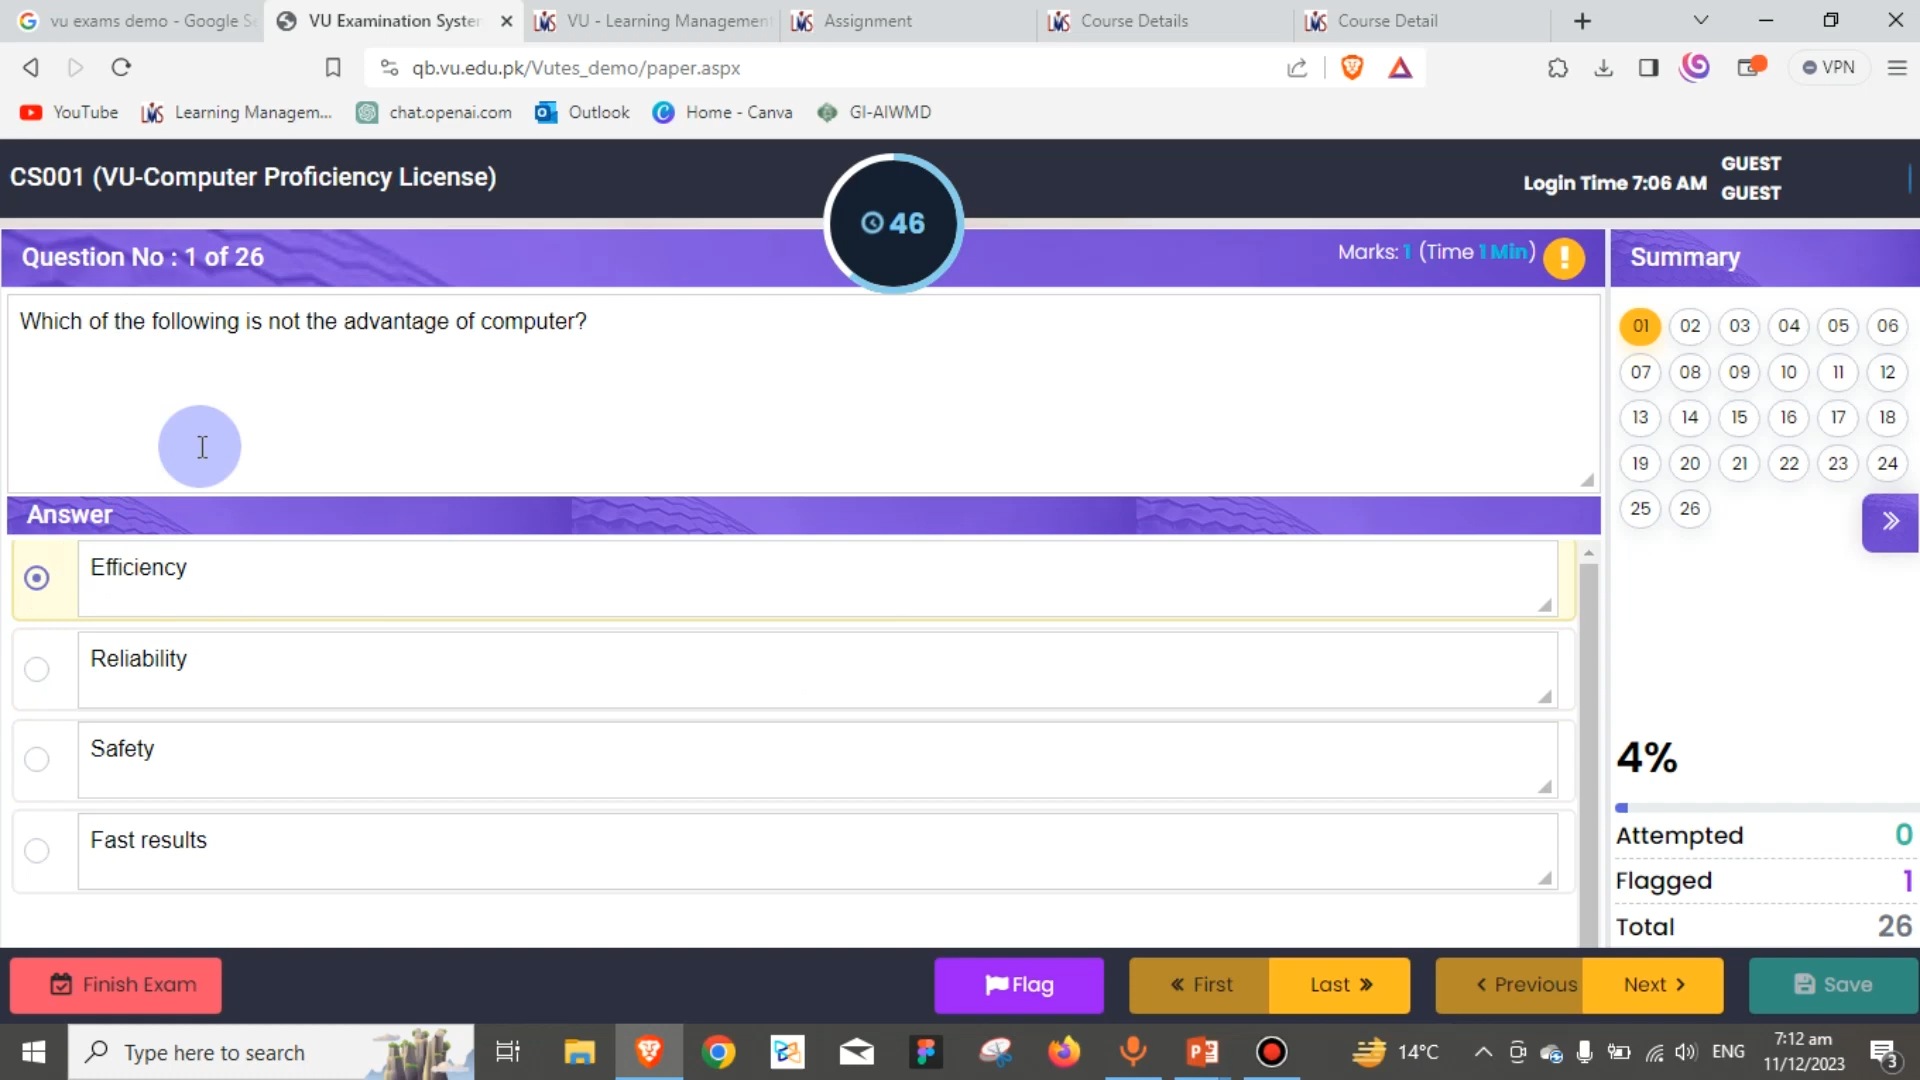 vu exams demo - Google Se
VU Examination System
VU - Learning Management
Assignment
Course Details
Course Detail
qb.vu.edu.pk/Vutes_demo/paper.aspx
VPN
YouTube
Learning Managem...
chat.openai.com
Outlook
Home - Canva
GI-AIWMD
CS001 (VU-Computer Proficiency License)
46
Login Time 7:06 AM
GUEST
GUEST
Question No : 1 of 26
Marks: 1 (Time 1 Min)
Summary
Which of the following is not the advantage of computer?
01 02 03 04 05 06
07 08 09 10 11 12
13 14 15 16 17 18
19 20 21 22 23 24
25 26
Answer
Efficiency
Reliability
Safety
Fast results
4%
Attempted 0
Flagged 1
Total 26
Finish Exam
Flag
« First
Last »
< Previous
Next >
Save
Type here to search
14°C
ENG
7:12 am
11/12/2023
3